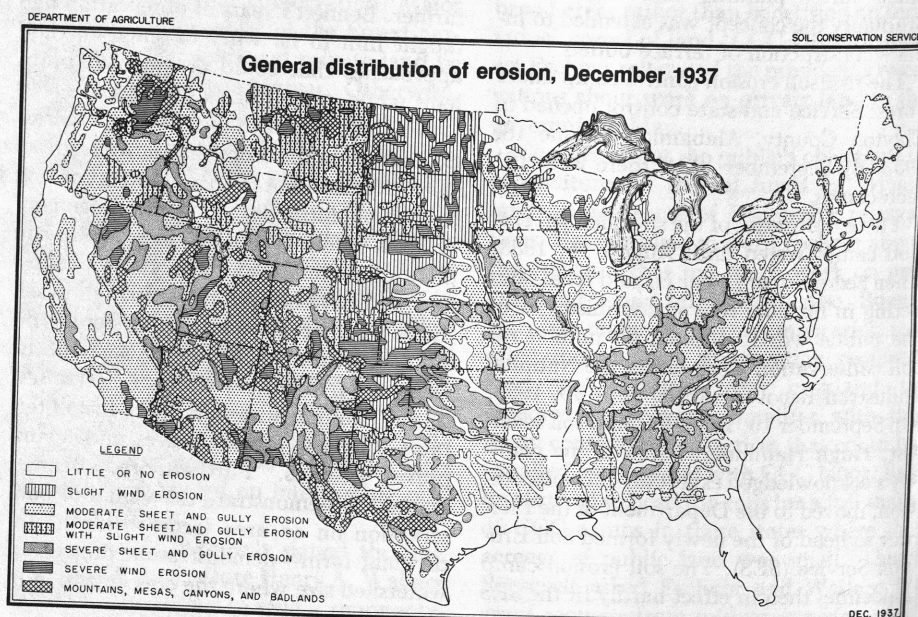 DEPARTMENT OF AGRICULTURE
SOIL CONSERVATION SERVICE
General distribution of erosion, December 1937
LEGEND
LITTLE OR NO EROSION
SLIGHT WIND EROSION
MODERATE SHEET AND GULLY EROSION
MODERATE SHEET AND GULLY EROSION
WITH SLIGHT WIND EROSION
SEVERE SHEET AND GULLY EROSION
SEVERE WIND EROSION
MOUNTAINS, MESAS, CANYONS, AND BADLANDS
DEC. 1937